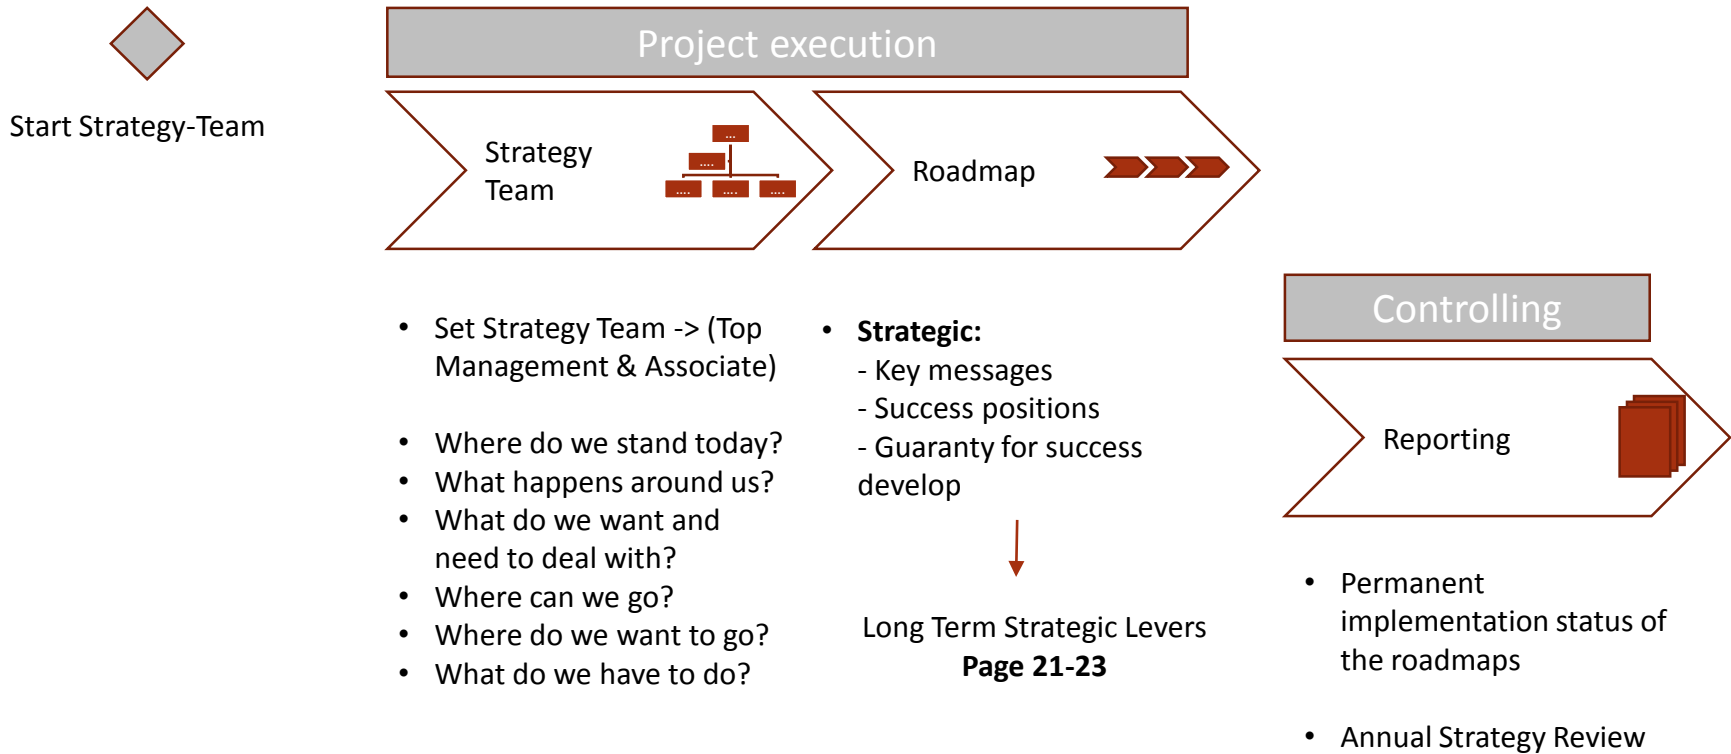 Start Strategy-Team
Project execution
Strategy
Team
...
....
....
....
....
Roadmap
• Set Strategy Team -> (Top
Management & Associate)
• Where do we stand today?
• What happens around us?
• What do we want and
need to deal with?
• Where can we go?
• Where do we want to go?
• What do we have to do?
• Strategic:
- Key messages
- Success positions
- Guaranty for success
develop
Long Term Strategic Levers
Page 21-23
Controlling
Reporting
• Permanent
implementation status of
the roadmaps
• Annual Strategy Review